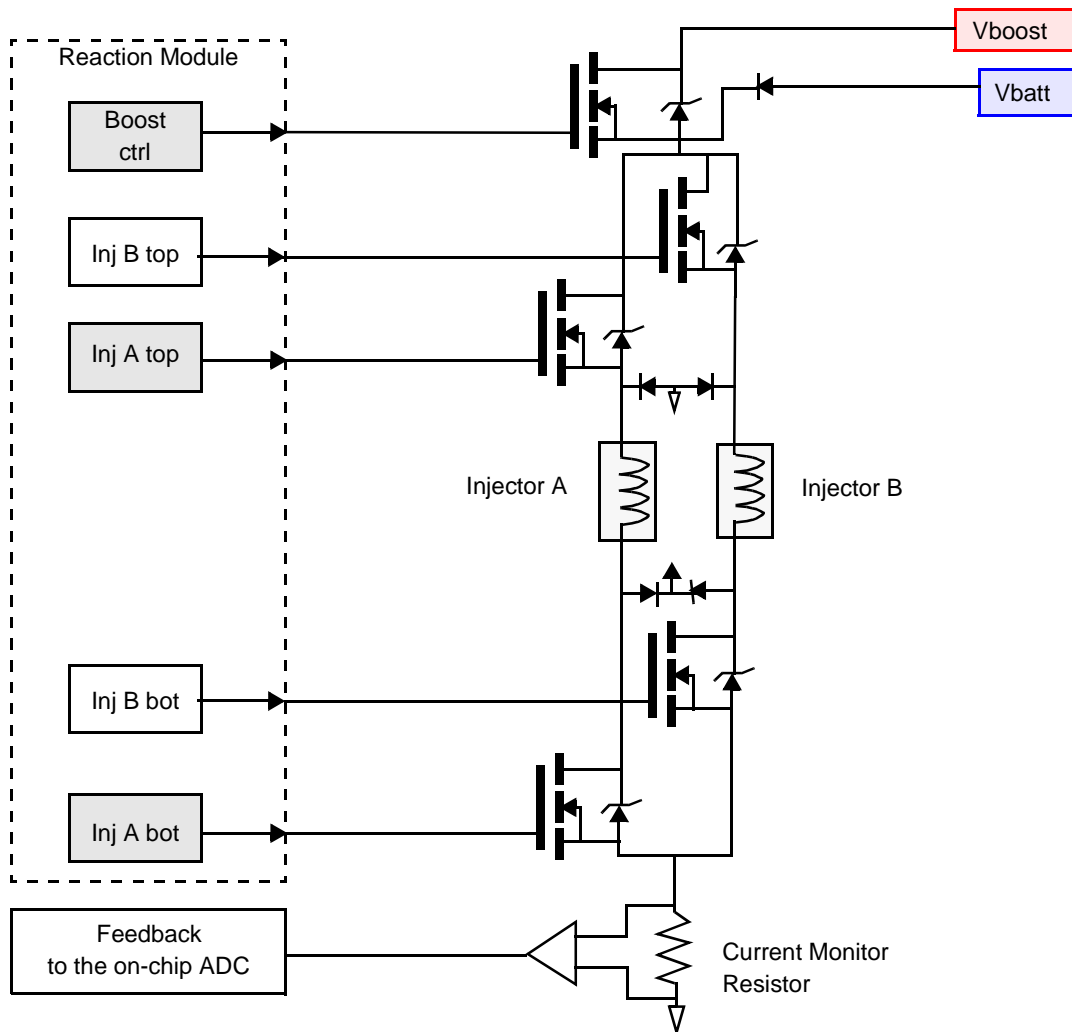 Vboost
Reaction Module
Vbatt
Boost
ctrl
Inj B top
Inj A top
Injector A
Injector B
Inj B bot
Inj A bot
Feedback
to the on-chip ADC
Current Monitor
Resistor